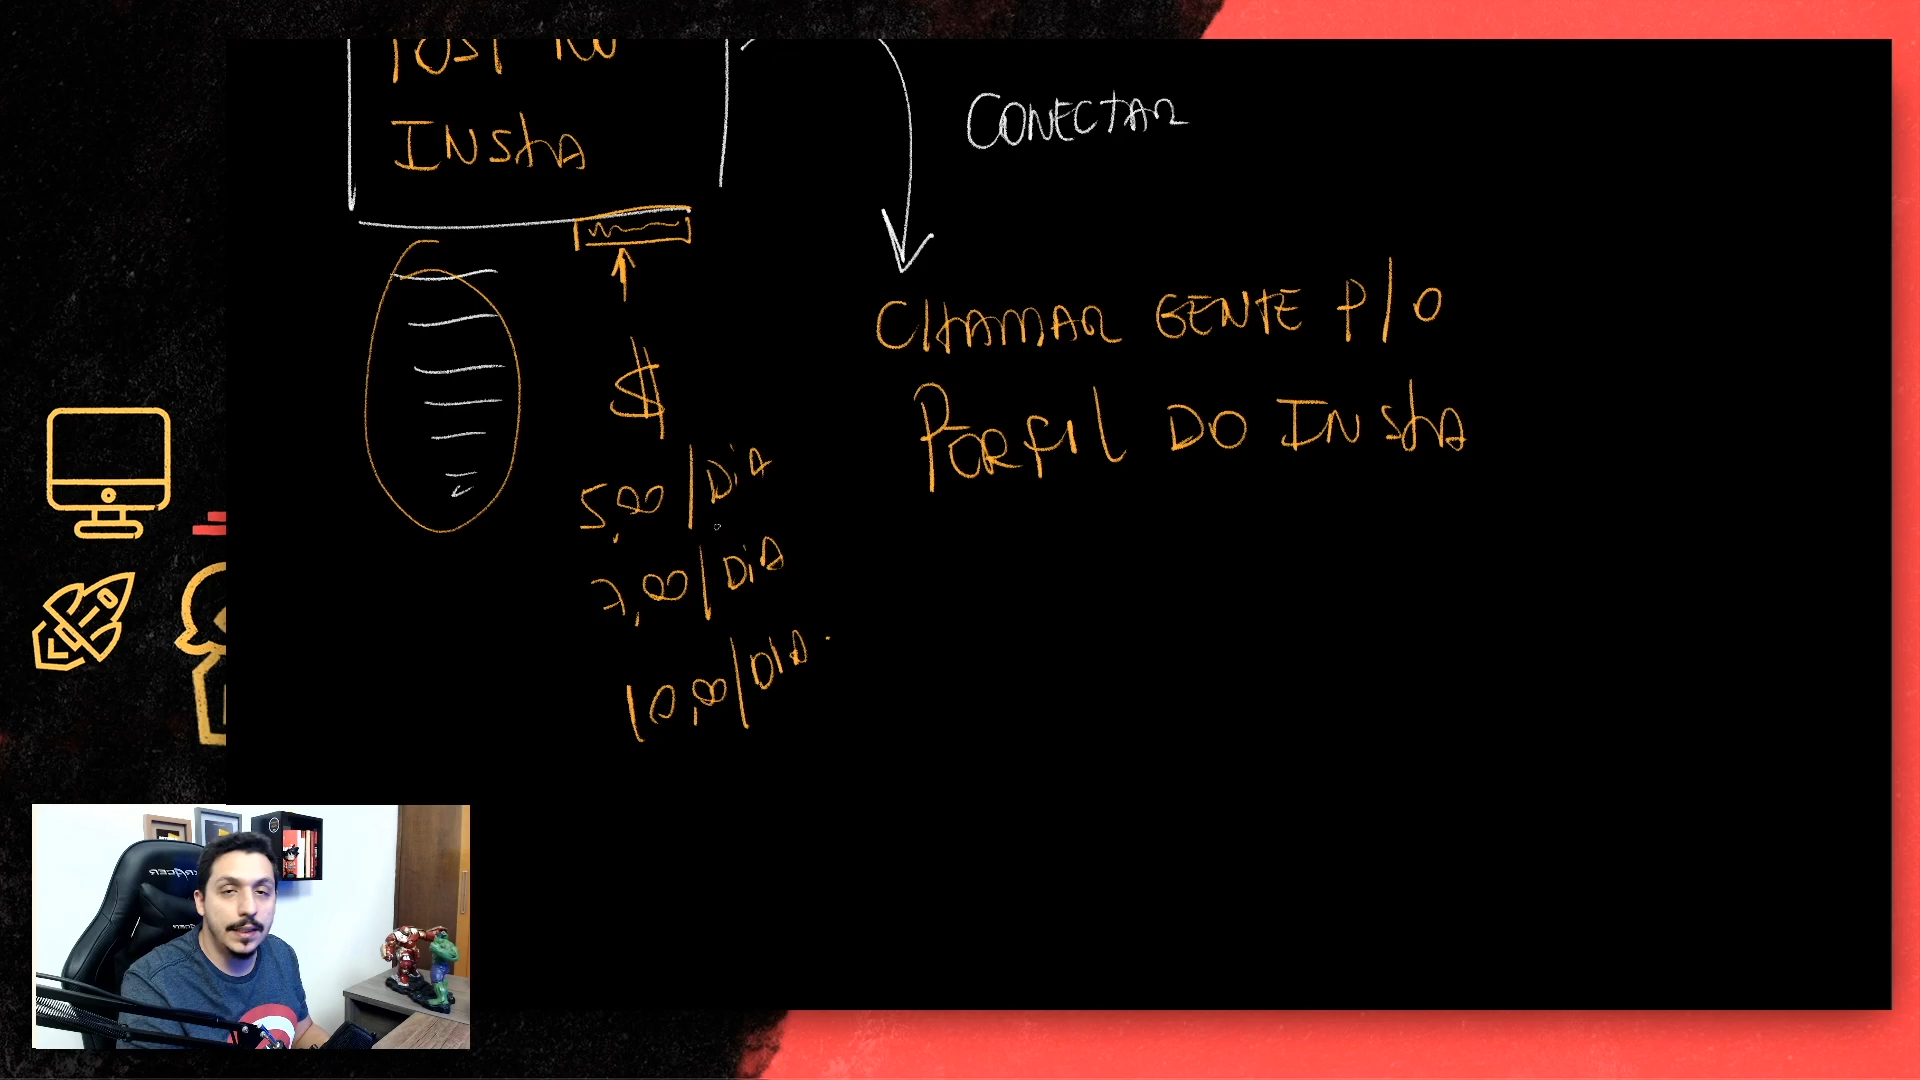 INSTA
CONECTAR
$
5,00/DIA
7,00/DIA
10,00/DIA
CHAMAR GENTE P/O
PERFIL DO INSTA